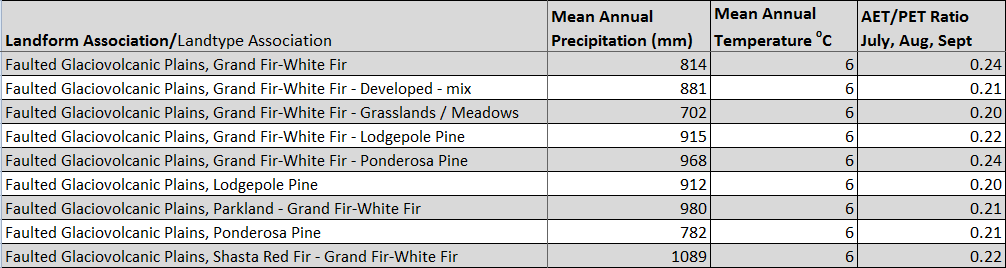 Landform Association/Landtype Association Mean Annual Precipitation (mm) Mean Annual Temperature ⁰C AET/PET Ratio July, Aug, Sept
Faulted Glaciovolcanic Plains, Grand Fir-White Fir 814 6 0.24
Faulted Glaciovolcanic Plains, Grand Fir-White Fir - Developed - mix 881 6 0.21
Faulted Glaciovolcanic Plains, Grand Fir-White Fir - Grasslands / Meadows 702 6 0.20
Faulted Glaciovolcanic Plains, Grand Fir-White Fir - Lodgepole Pine 915 6 0.22
Faulted Glaciovolcanic Plains, Grand Fir-White Fir - Ponderosa Pine 968 6 0.24
Faulted Glaciovolcanic Plains, Lodgepole Pine 912 6 0.20
Faulted Glaciovolcanic Plains, Parkland - Grand Fir-White Fir 980 6 0.21
Faulted Glaciovolcanic Plains, Ponderosa Pine 782 6 0.21
Faulted Glaciovolcanic Plains, Shasta Red Fir - Grand Fir-White Fir 1089 6 0.22